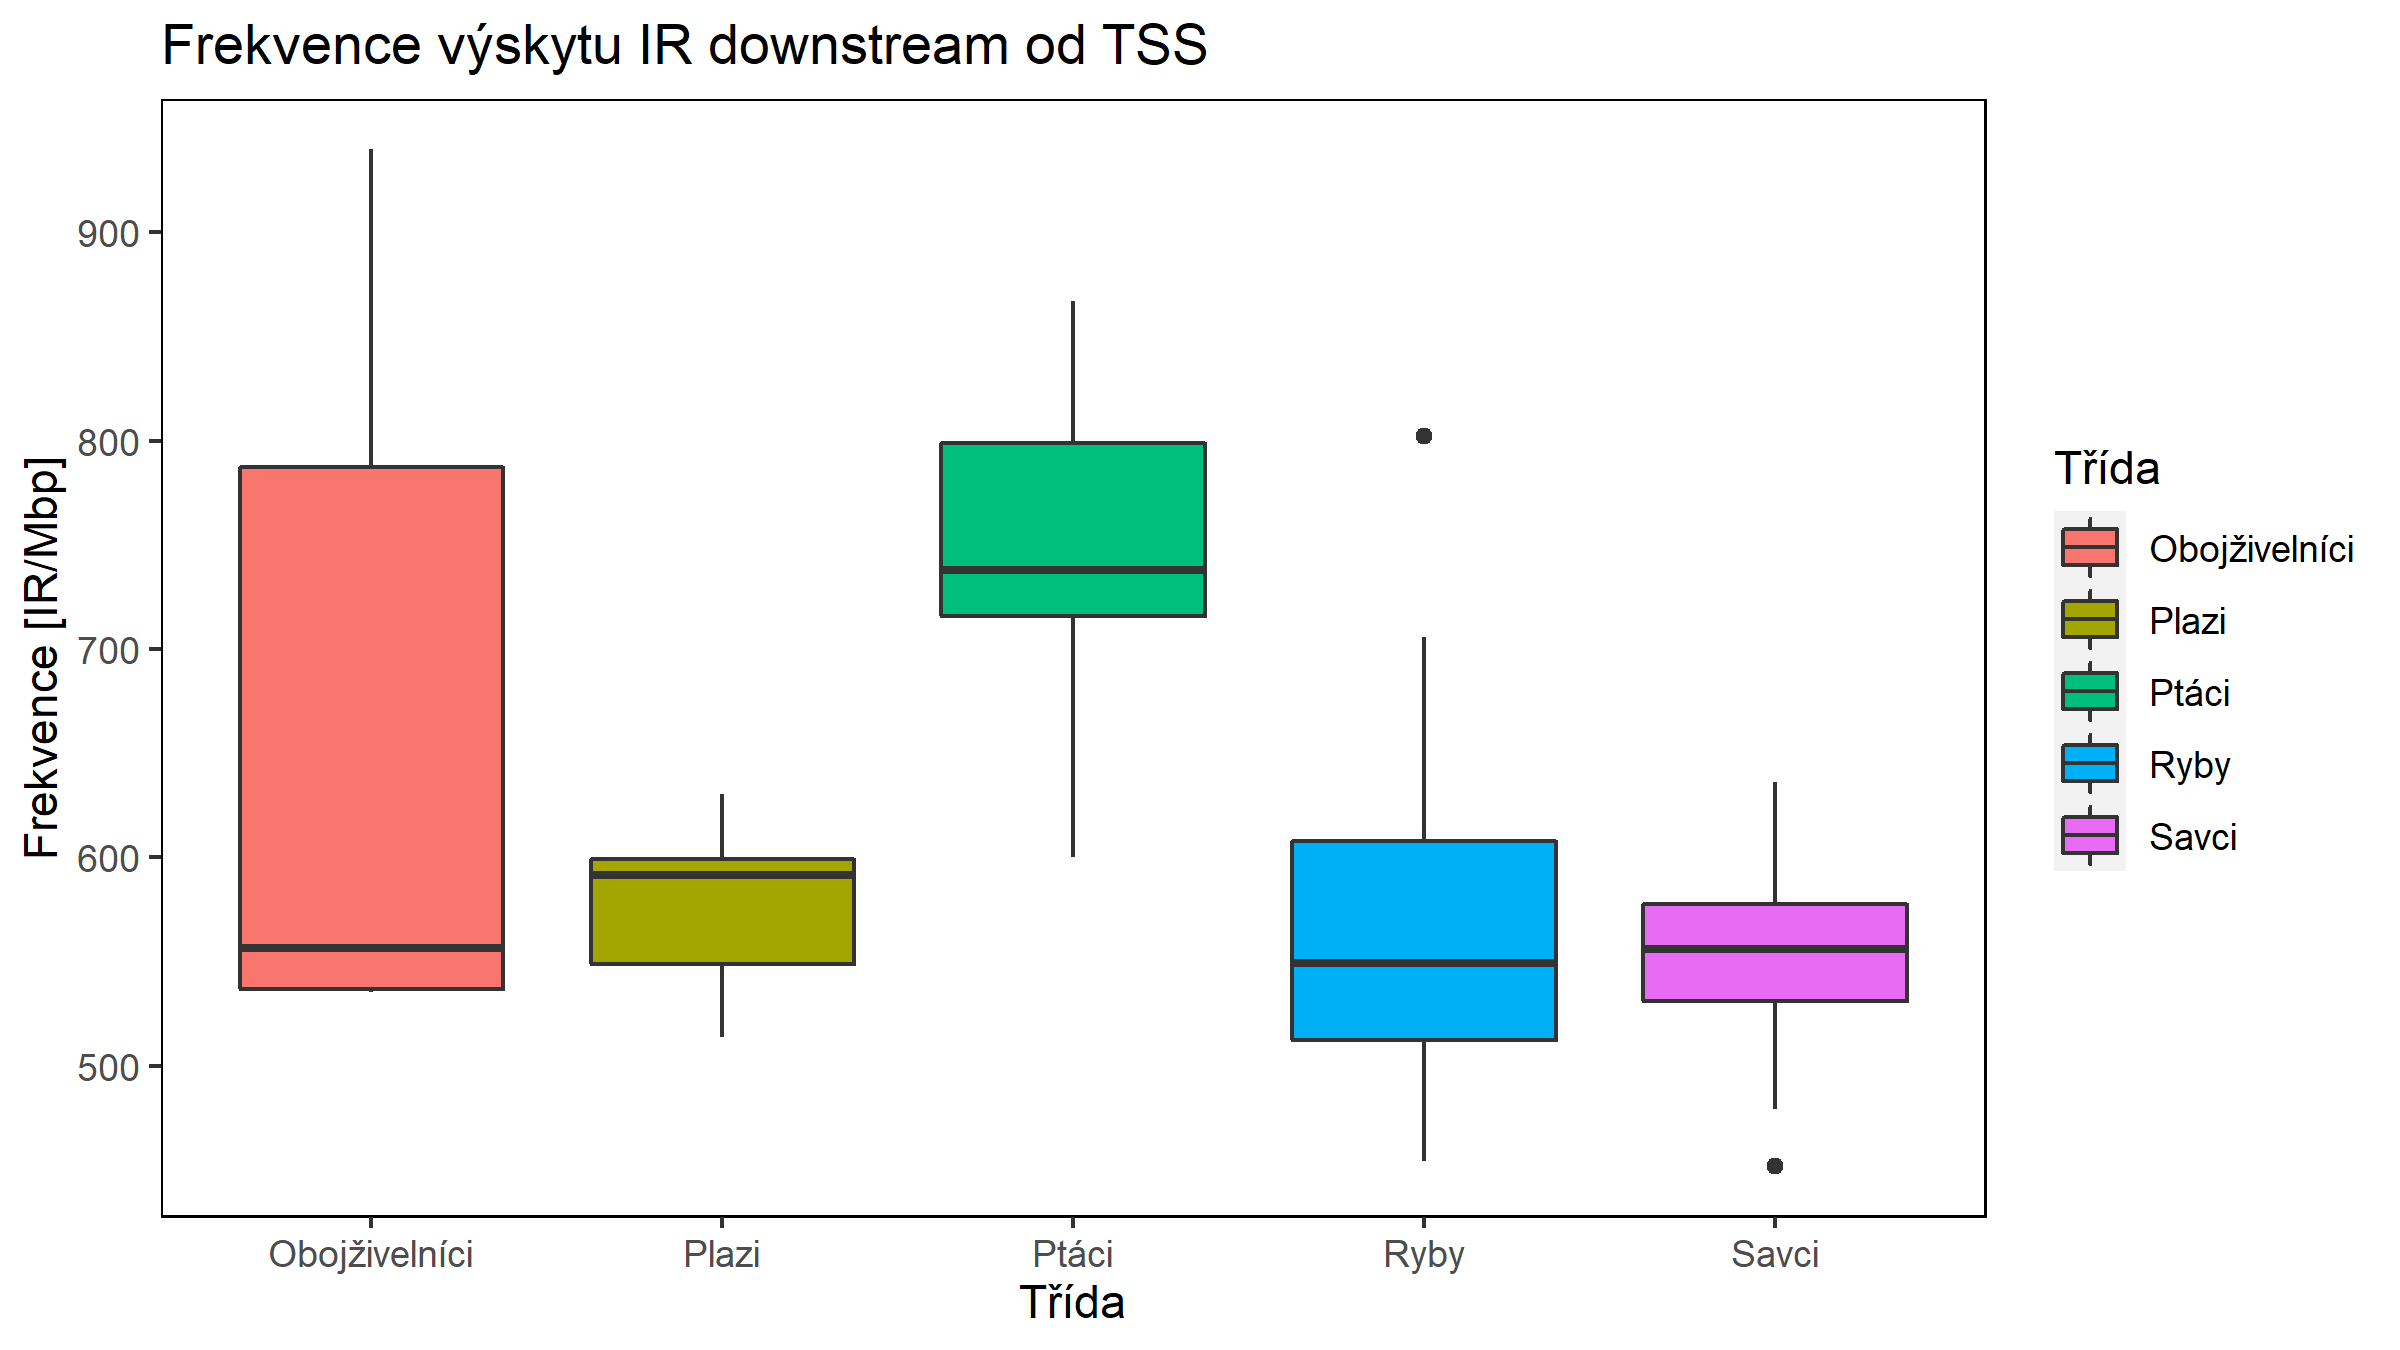 Frekvence výskytu IR downstream od TSS
Frekvence [IR/Mbp]
900
800
700
600
500
Obojživelníci
Plazi
Ptáci
Ryby
Savci
Třída
Třída
Obojživelníci
Plazi
Ptáci
Ryby
Savci